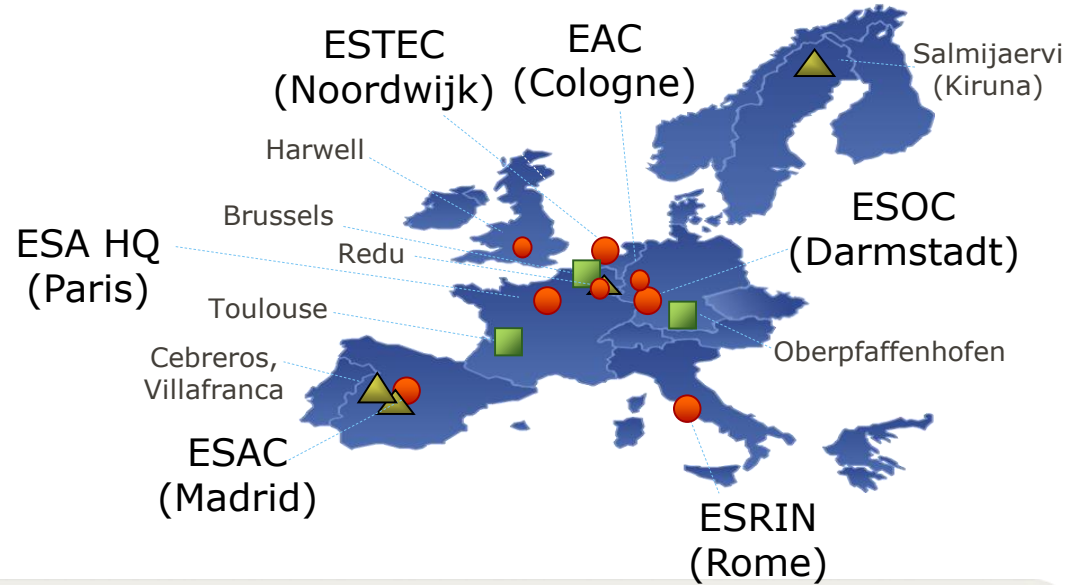 ESTEC
(Noordwijk)
EAC
(Cologne)
Salmijaervi
(Kiruna)
Harwell
Brussels
Redu
ESA HQ
(Paris)
ESOC
(Darmstadt)
Toulouse
Oberpfaffenhofen
Cebreros,
Villafranca
ESAC
(Madrid)
ESRIN
(Rome)